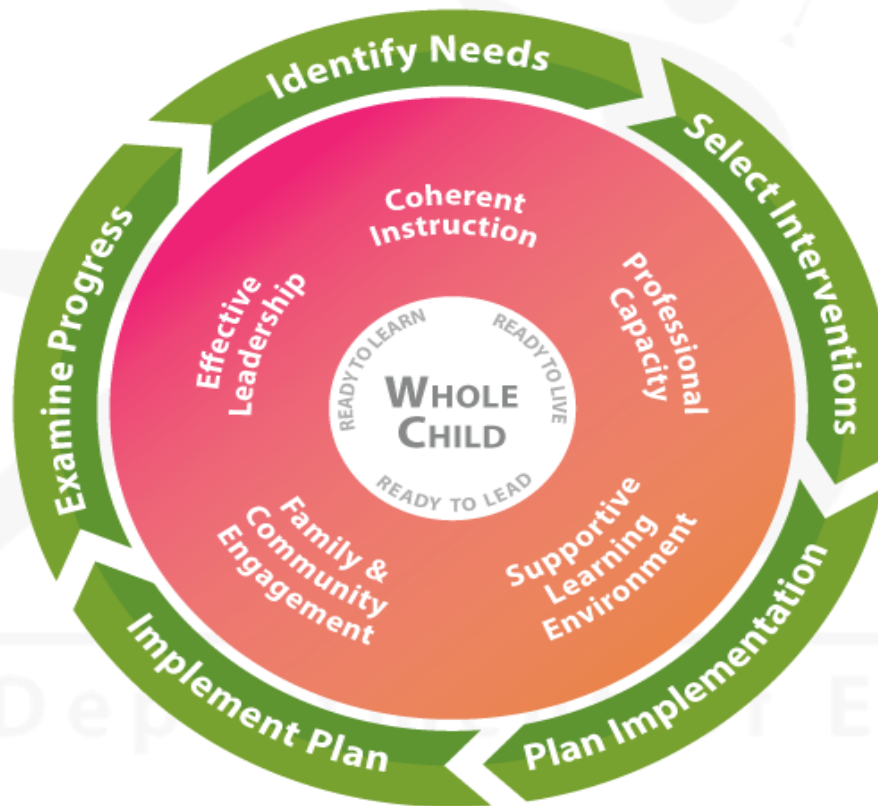 Identify Needs
Select Interventions
Plan Implementation
Implement Plan
Examine Progress
Coherent
Instruction
Professional
Capacity
Supportive
Learning
Environment
Family &
Community
Engagement
Effective
Leadership
READY TO LEARN
READY TO LIVE
READY TO LEAD
WHOLE
CHILD